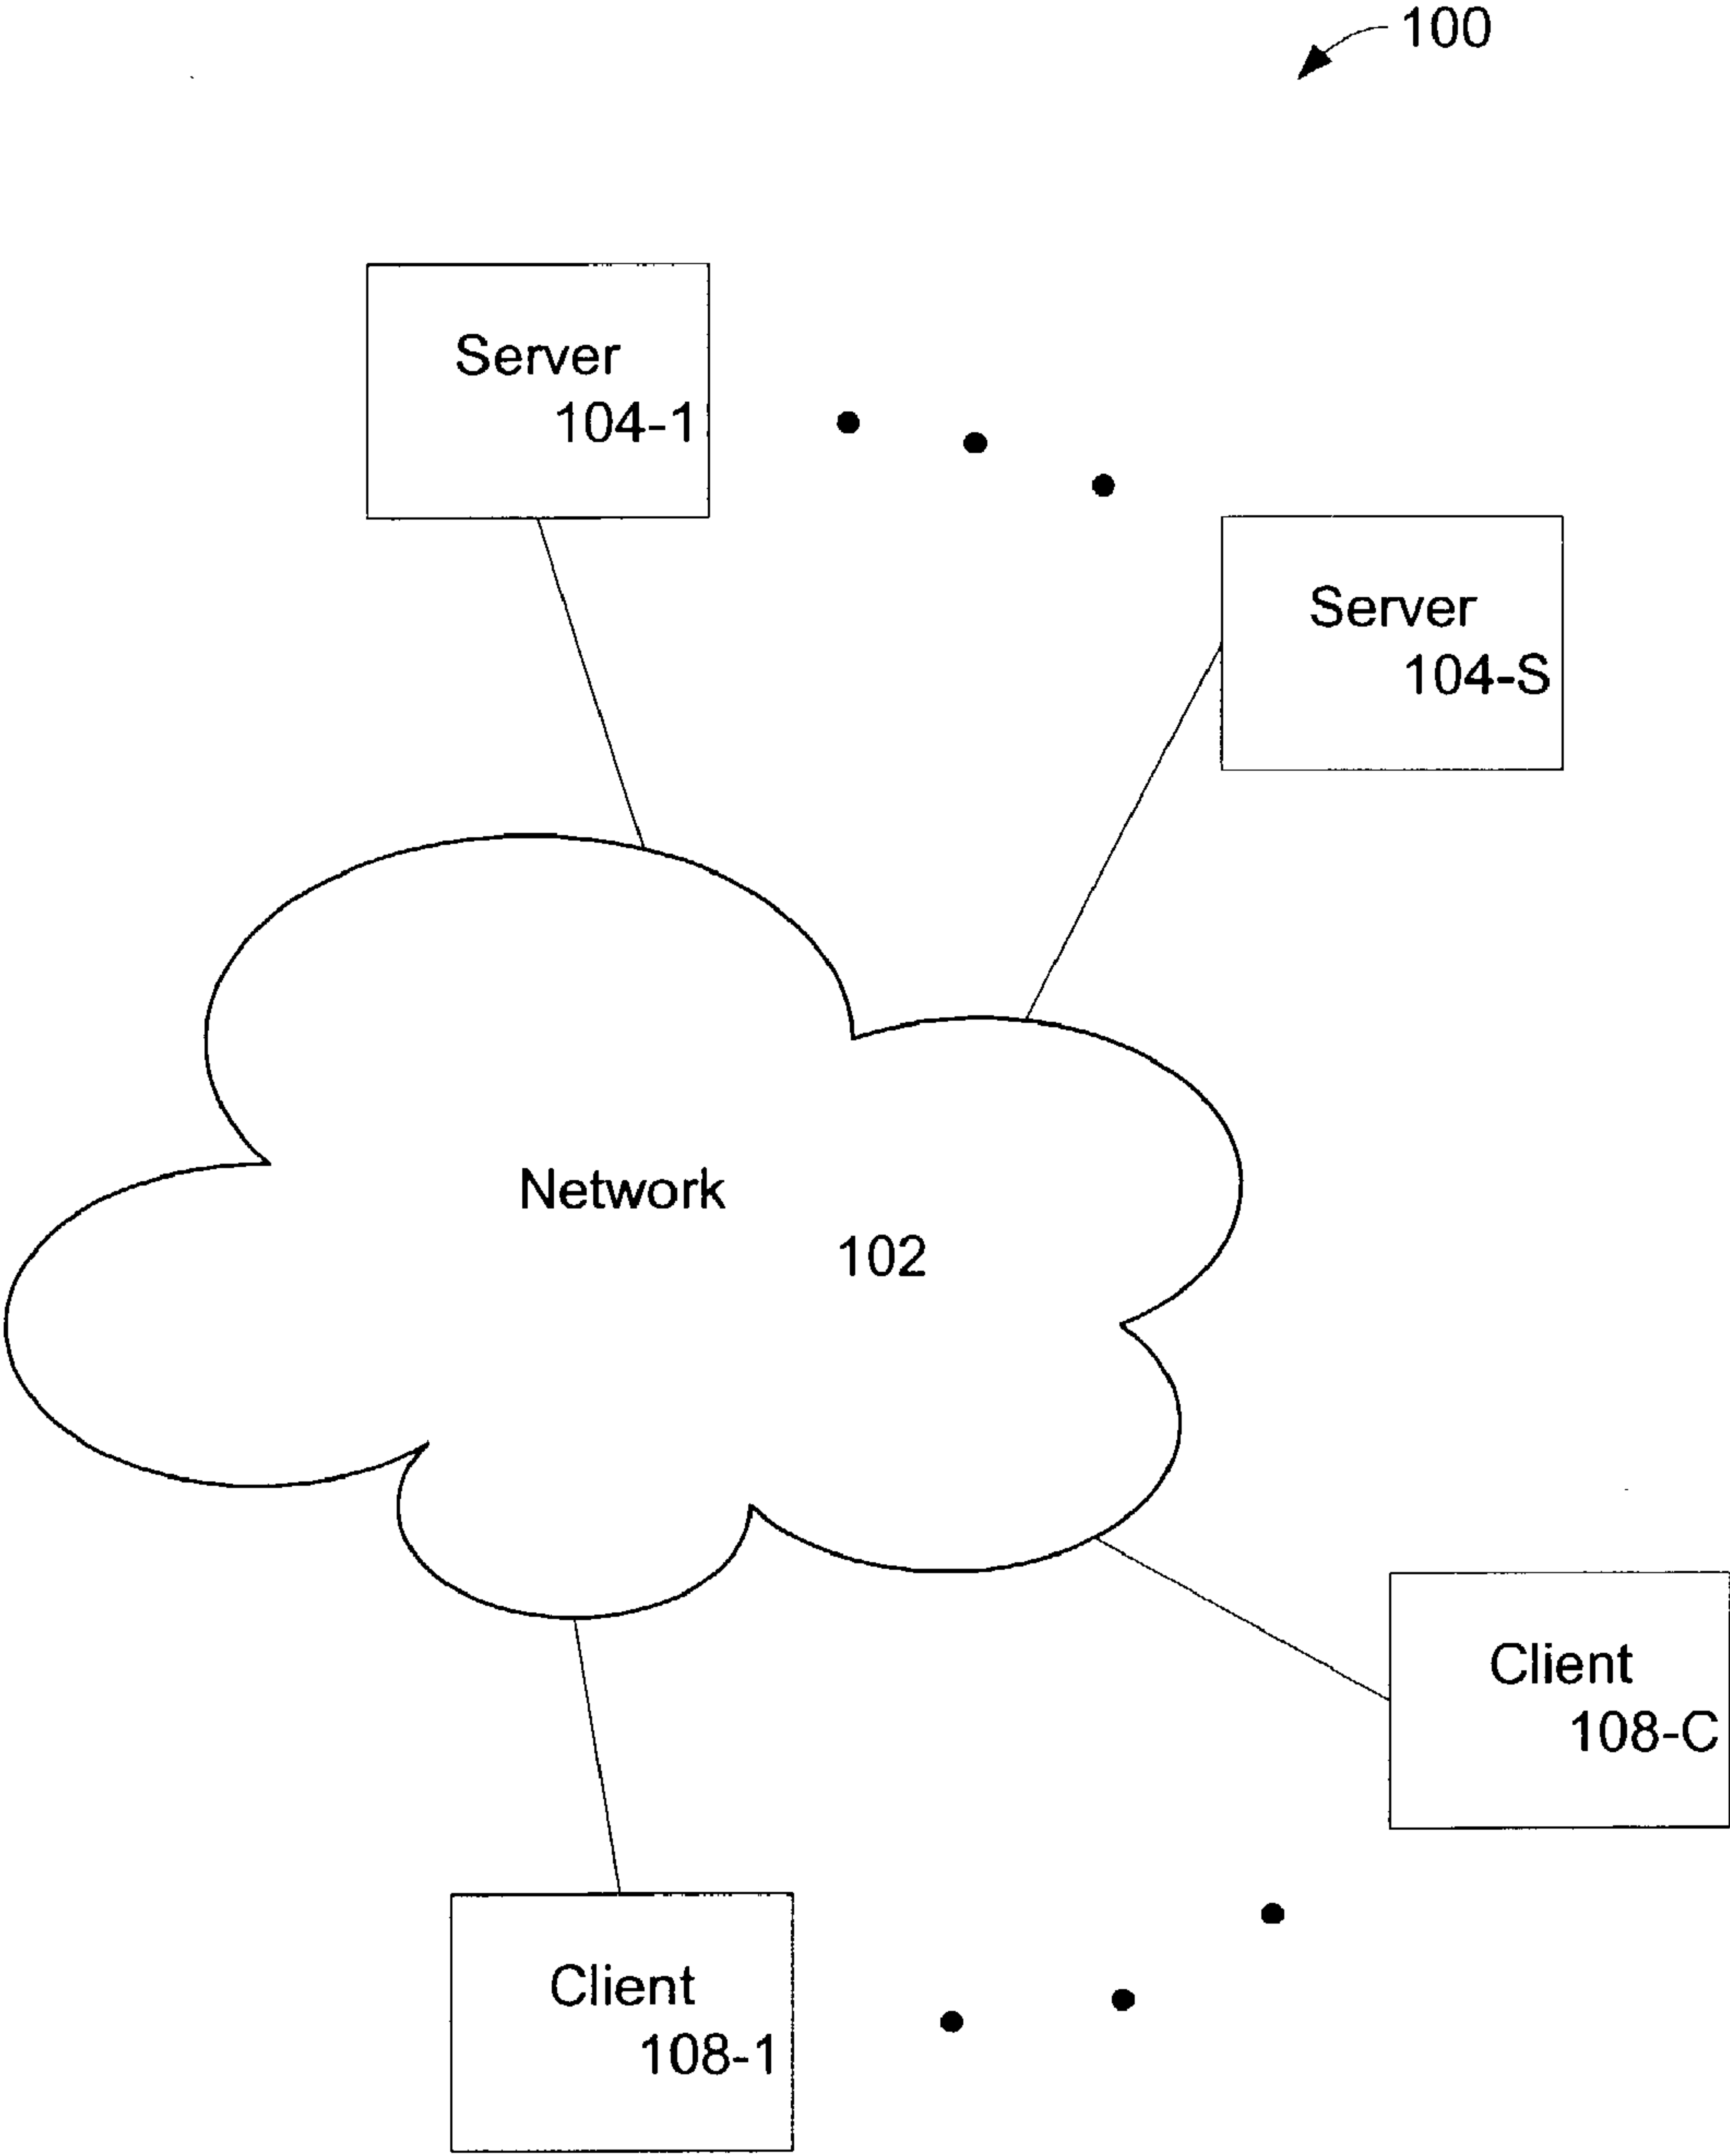 100
Server
104-1
Server
104-S
Network
102
Client
108-C
Client
108-1